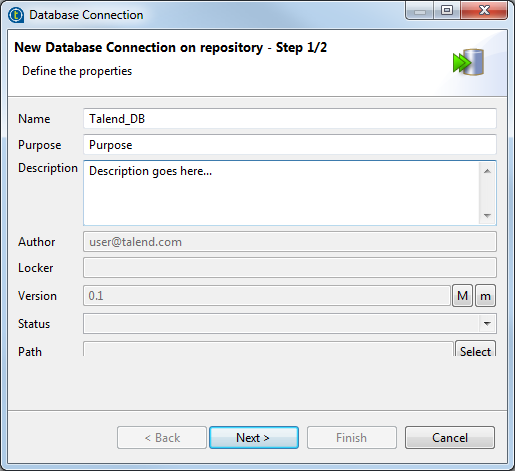 Database Connection
New Database Connection on repository - Step 1/2
Define the properties
Name Talend_DB
Purpose Purpose
Description Description goes here...
Author user@talend.com
Locker
Version 0.1 M m
Status
Path Select
< Back Next > Finish Cancel